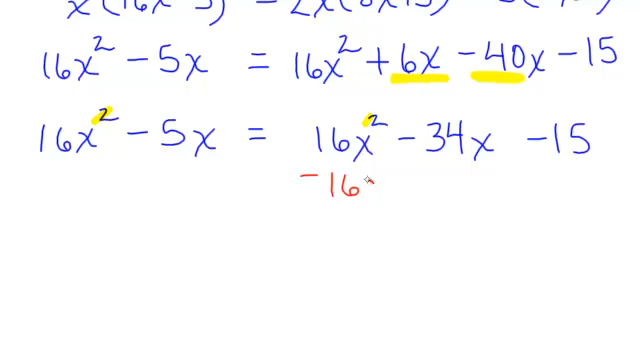 16x² - 5x = 16x² + 6x - 40x - 15
16x² - 5x = 16x² - 34x - 15
-16